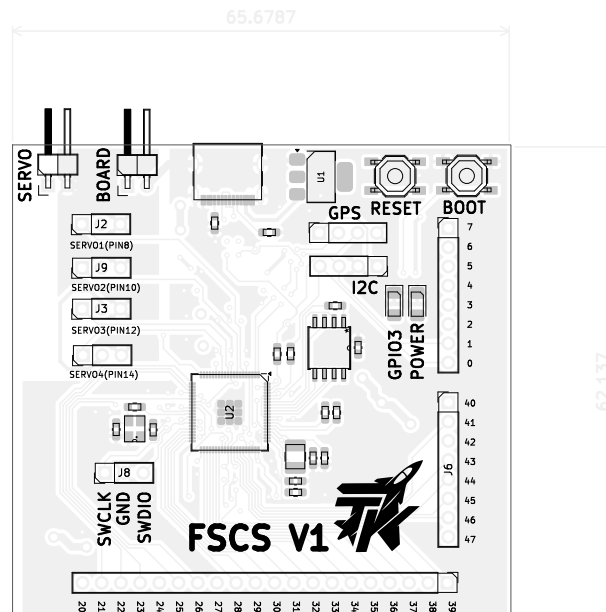 65.6787
62.137
SERVO
BOARD
U1
RESET
BOOT
GPS
J2
SERVO1(PIN8)
J9
SERVO2(PIN10)
I2C
J3
SERVO3(PIN12)
SERVO4(PIN14)
GPIO3
POWER
7
6
5
4
3
2
1
0
U2
40
41
42
43
44
45
46
47
J6
J8
SWCLK
GND
SWDIO
FSCS V1
TK
20
21
22
23
24
25
26
27
28
29
30
31
32
33
34
35
36
37
38
39